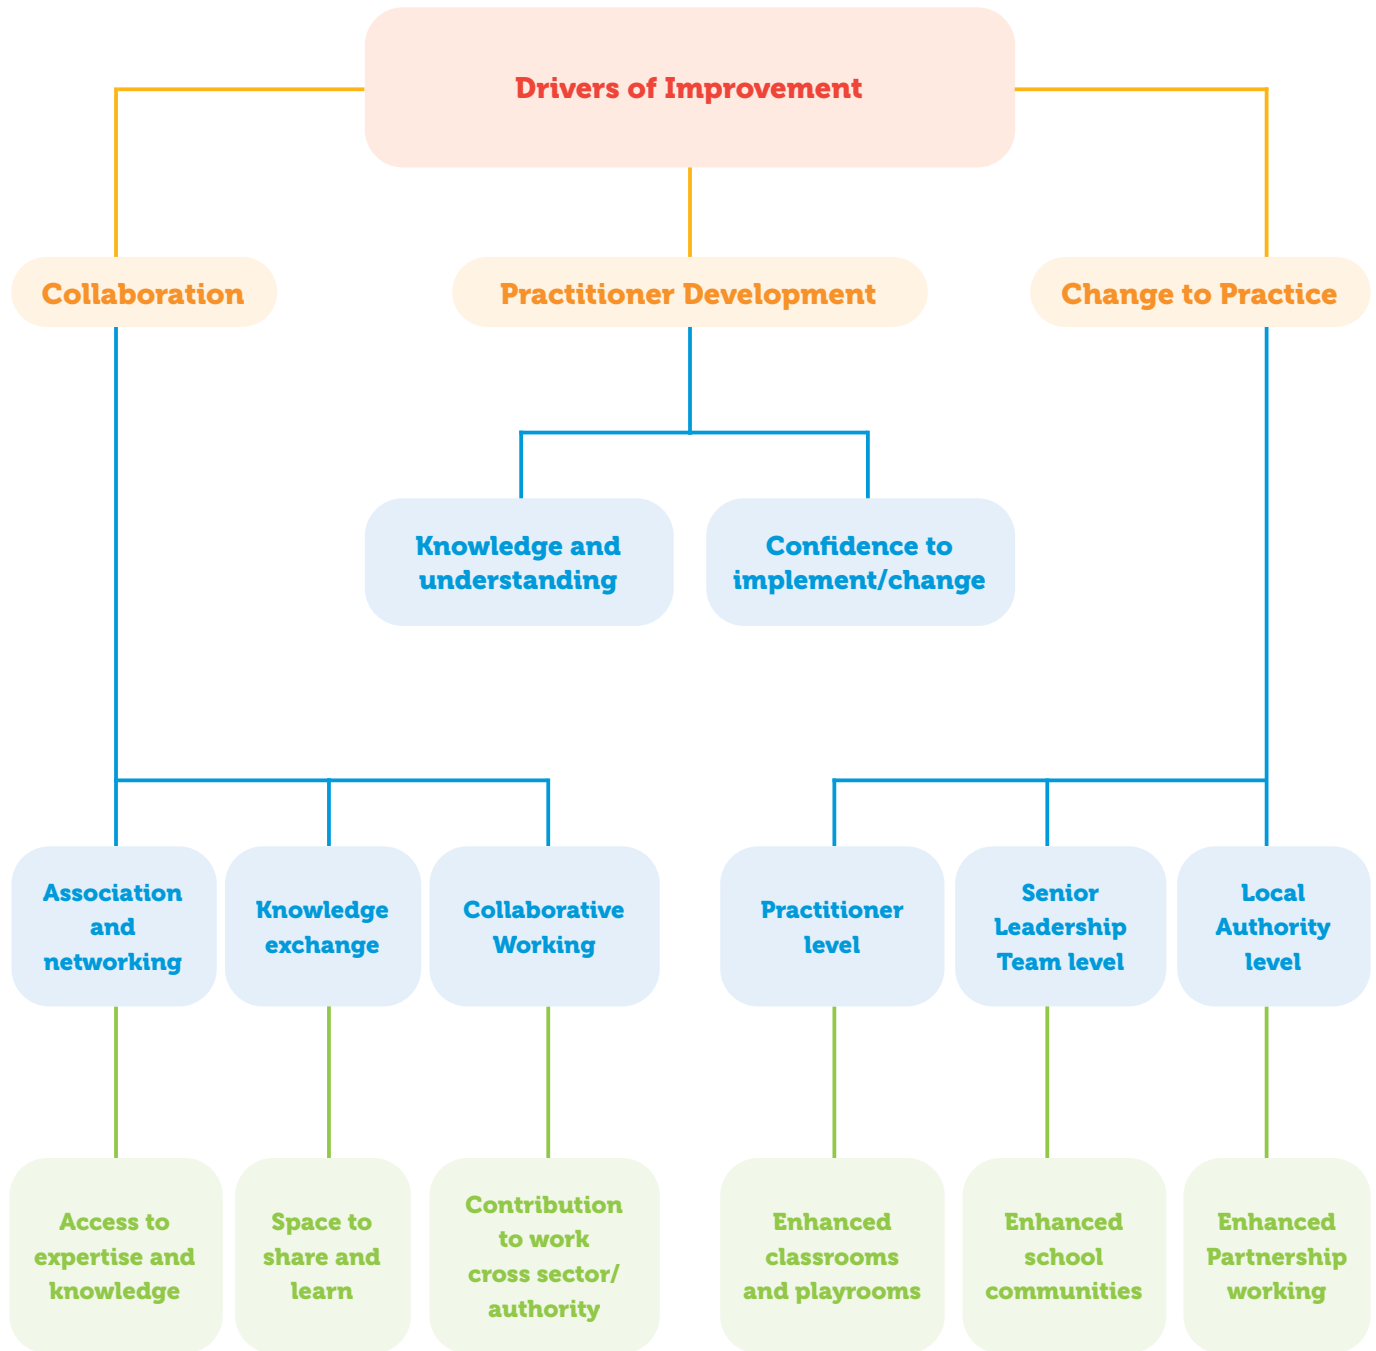 Drivers of Improvement
Collaboration
Practitioner Development
Change to Practice
Knowledge and
understanding
Confidence to
implement/change
Association
and
networking
Knowledge
exchange
Collaborative
Working
Practitioner
level
Senior
Leadership
Team level
Local
Authority
level
Access to
expertise and
knowledge
Space to
share and
learn
Contribution
to work
cross sector/
authority
Enhanced
classrooms
and playrooms
Enhanced
school
communities
Enhanced
Partnership
working